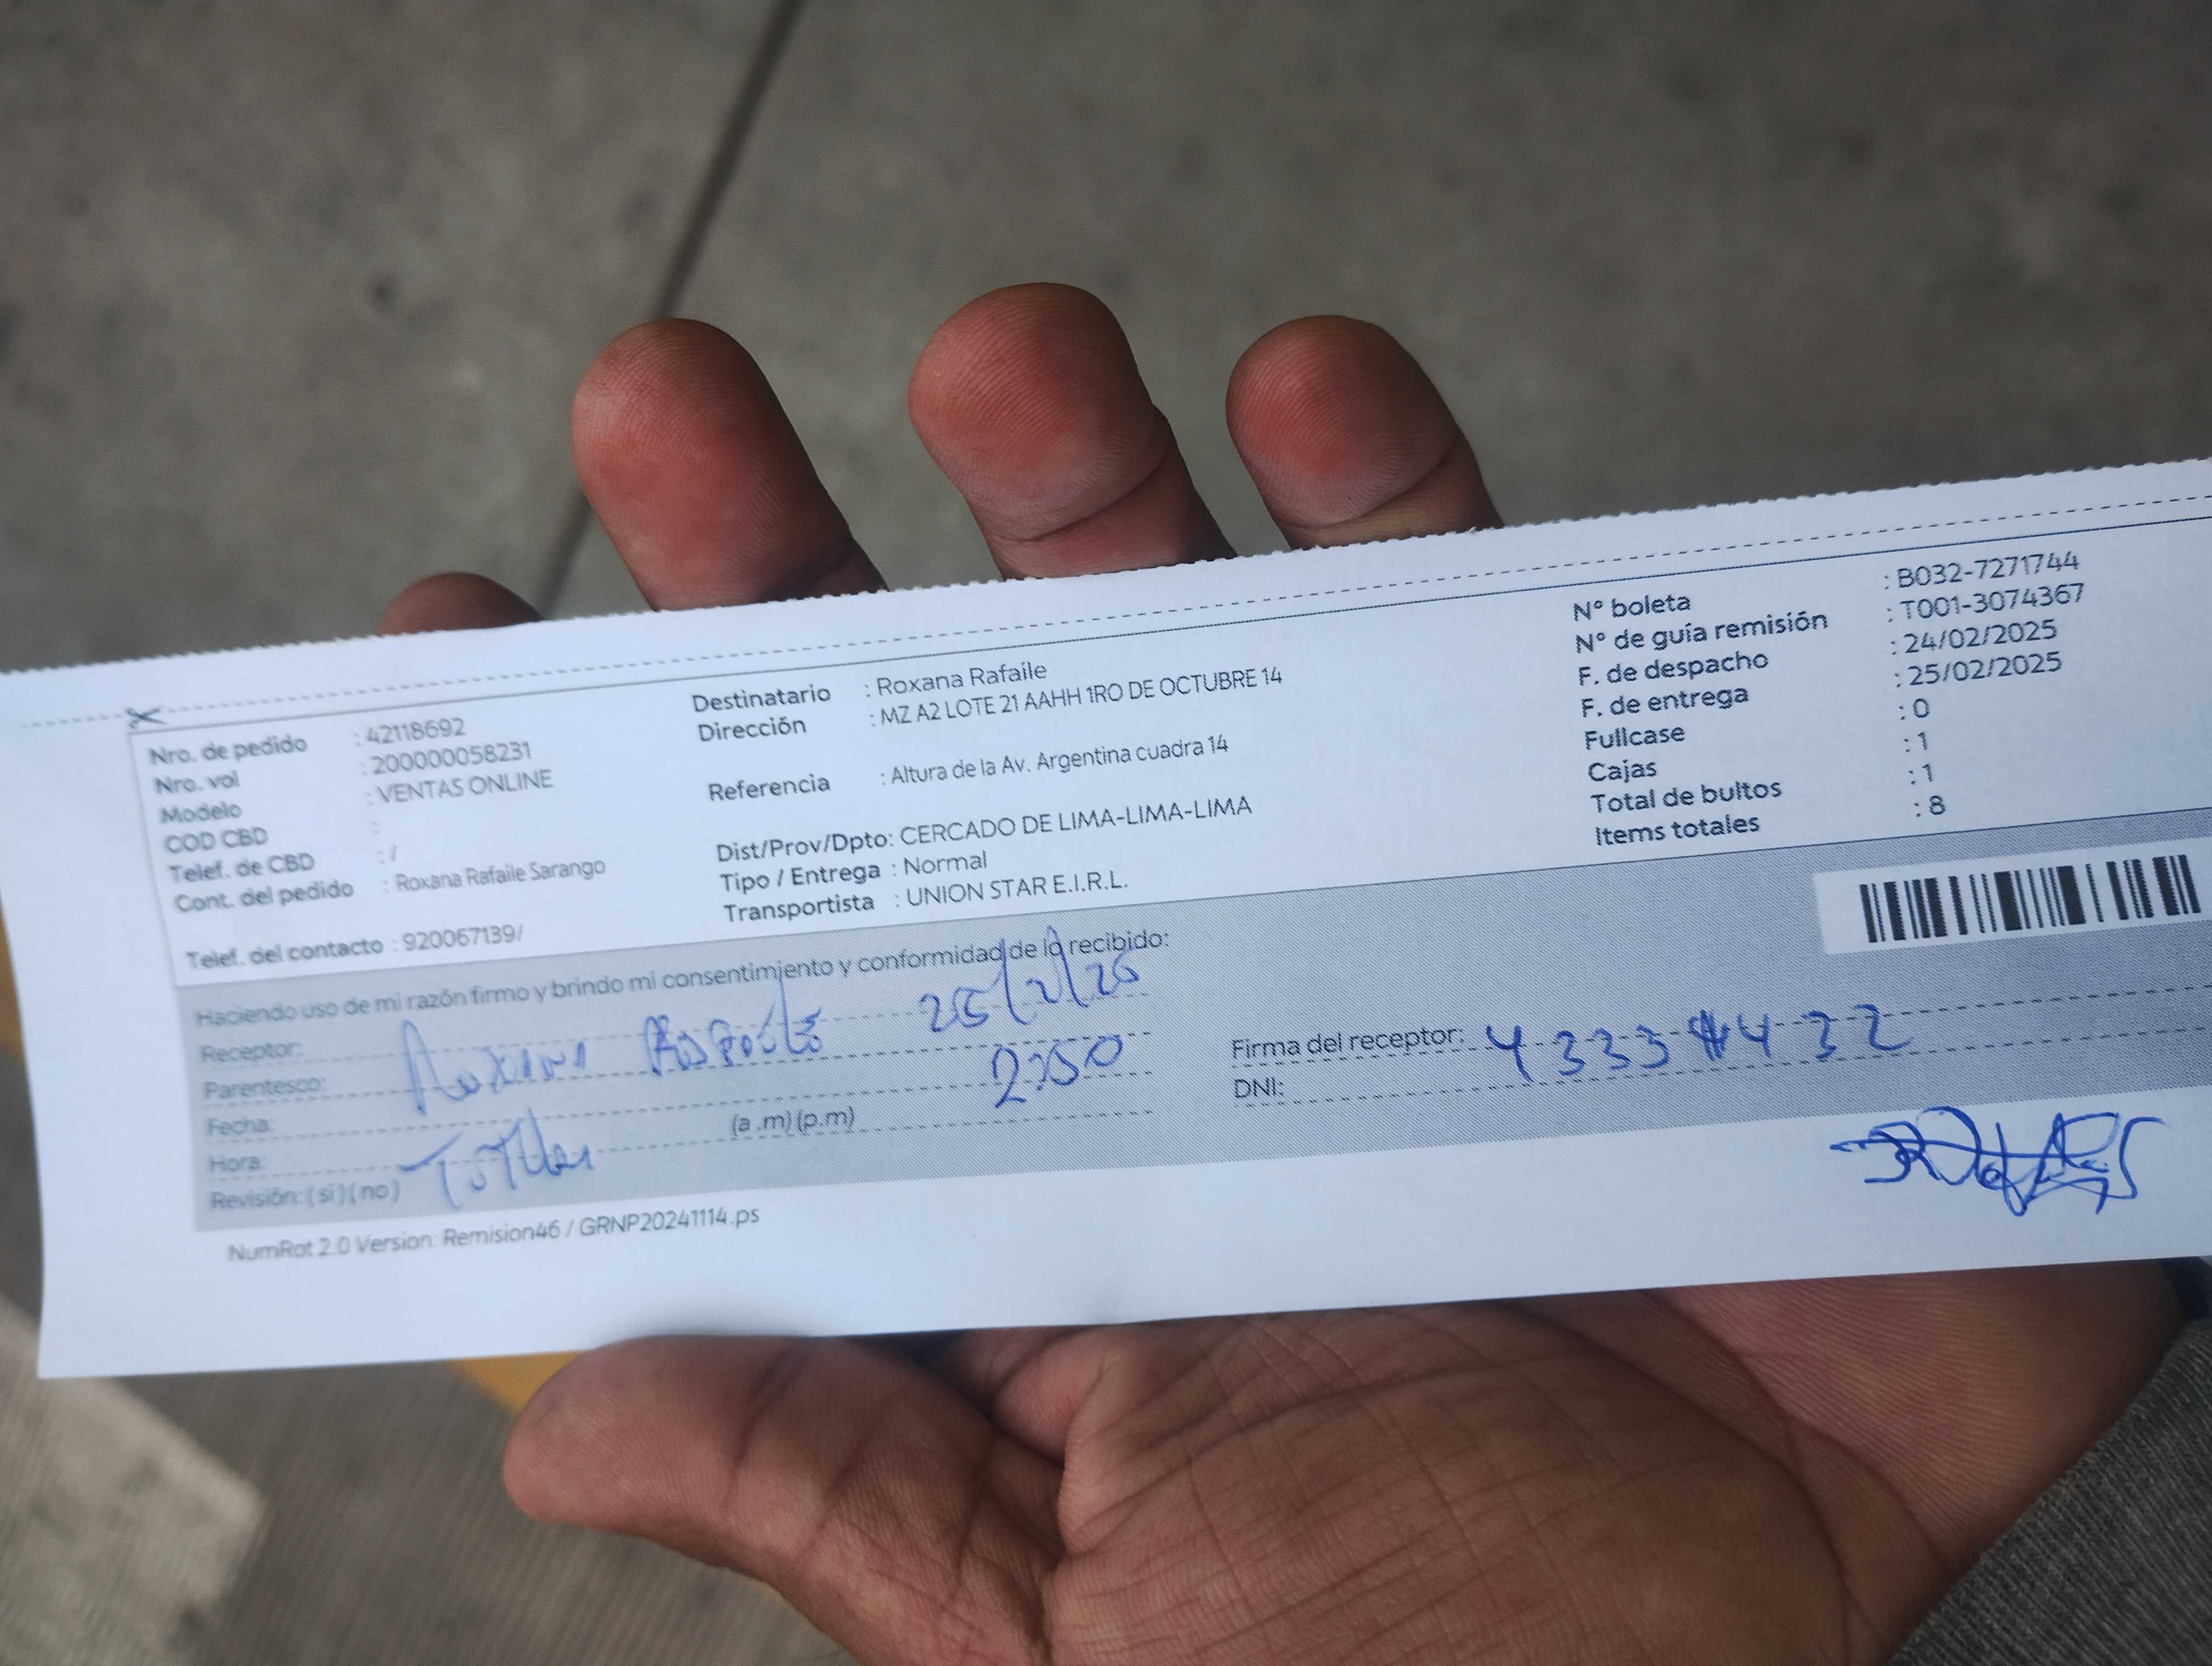 Nro. de pedido : 42118692
Nro. vol : 200000058231
Modelo : VENTAS ONLINE
COD CBD :
Telef. de CBD : /
Cont. del pedido : Roxana Rafaile Sarango
Telef. del contacto : 920067139/
Destinatario : Roxana Rafaile
Dirección : MZ A2 LOTE 21 AAHH 1RO DE OCTUBRE 14
Referencia : Altura de la Av. Argentina cuadra 14
Dist/Prov/Dpto: CERCADO DE LIMA-LIMA-LIMA
Tipo / Entrega : Normal
Transportista : UNION STAR E.I.R.L.
N° boleta : B032-7271744
N° de guía remisión : T001-3074367
F. de despacho : 24/02/2025
F. de entrega : 25/02/2025
Fullcase : 0
Cajas : 1
Total de bultos : 1
Items totales : 8
Haciendo uso de mi razón firmo y brindo mi consentimiento y conformidad de lo recibido:
Receptor: 25/2/25
Parentesco:
Fecha: 2:50
Hora: (a .m) (p.m)
Revisión: ( si ) ( no )
Firma del receptor:
DNI:
NumRot 2.0 Version: Remision46 / GRNP20241114.ps